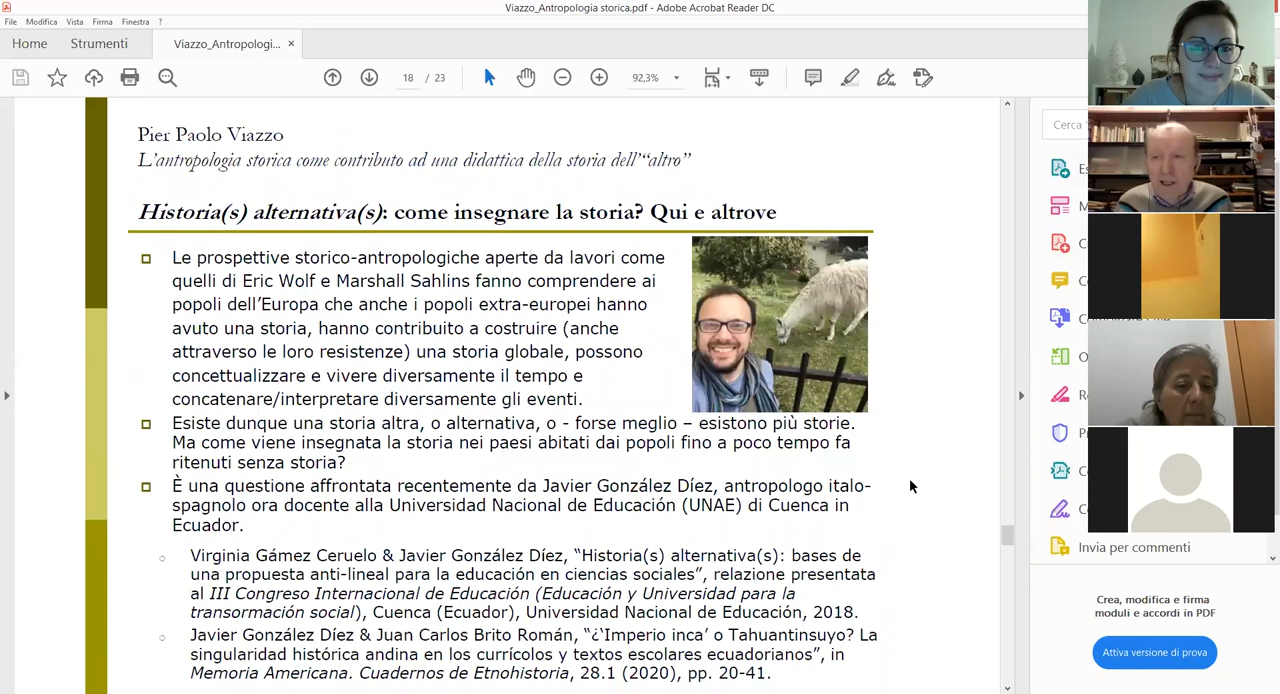 Viazzo_Antropologia storica.pdf - Adobe Acrobat Reader DC
File Modifica Vista Firma Finestra ?
Home Strumenti Viazzo_Antropologi... ×
18 / 23 92,3%
Pier Paolo Viazzo
L'antropologia storica come contributo ad una didattica della storia dell'“altro”
Historia(s) alternativa(s): come insegnare la storia? Qui e altrove
Le prospettive storico-antropologiche aperte da lavori come
quelli di Eric Wolf e Marshall Sahlins fanno comprendere ai
popoli dell'Europa che anche i popoli extra-europei hanno
avuto una storia, hanno contribuito a costruire (anche
attraverso le loro resistenze) una storia globale, possono
concettualizzare e vivere diversamente il tempo e
concatenare/interpretare diversamente gli eventi.
Esiste dunque una storia altra, o alternativa, o - forse meglio – esistono più storie.
Ma come viene insegnata la storia nei paesi abitati dai popoli fino a poco tempo fa
ritenuti senza storia?
È una questione affrontata recentemente da Javier González Díez, antropologo italo-
spagnolo ora docente alla Universidad Nacional de Educación (UNAE) di Cuenca in
Ecuador.
Virginia Gámez Ceruelo & Javier González Díez, “Historia(s) alternativa(s): bases de
una propuesta anti-lineal para la educación en ciencias sociales”, relazione presentata
al III Congreso Internacional de Educación (Educación y Universidad para la
transormación social), Cuenca (Ecuador), Universidad Nacional de Educación, 2018.
Javier González Díez & Juan Carlos Brito Román, “¿‘Imperio inca’ o Tahuantinsuyo? La
singularidad histórica andina en los currícolos y textos escolares ecuadorianos”, in
Memoria Americana. Cuadernos de Etnohistoria, 28.1 (2020), pp. 20-41.
Cerca
Invia per commenti
Crea, modifica e firma
moduli e accordi in PDF
Attiva versione di prova